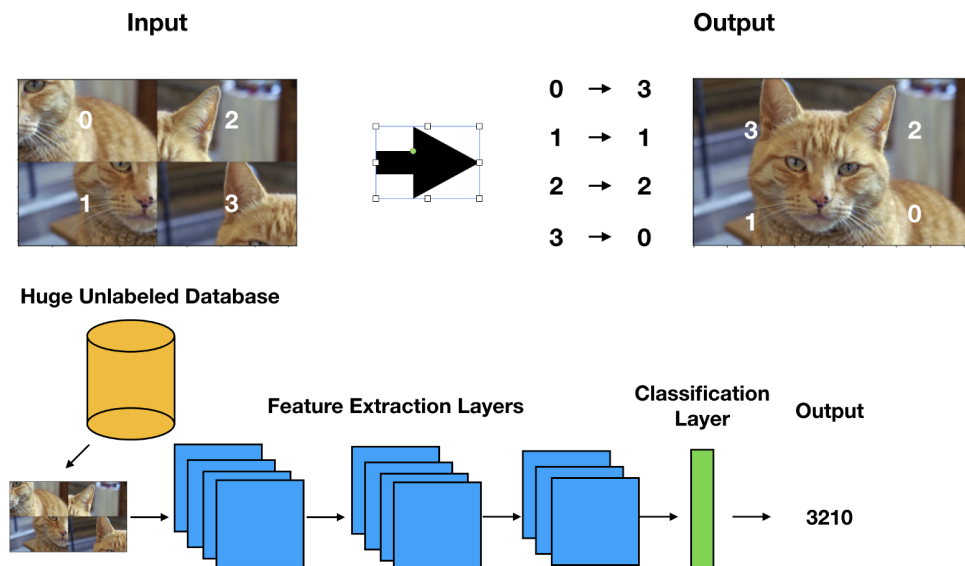 Input
Output
0
2
1
3
0 → 3
1 → 1
2 → 2
3 → 0
3
2
1
0
Huge Unlabeled Database
Feature Extraction Layers
Classification
Layer
Output
3210